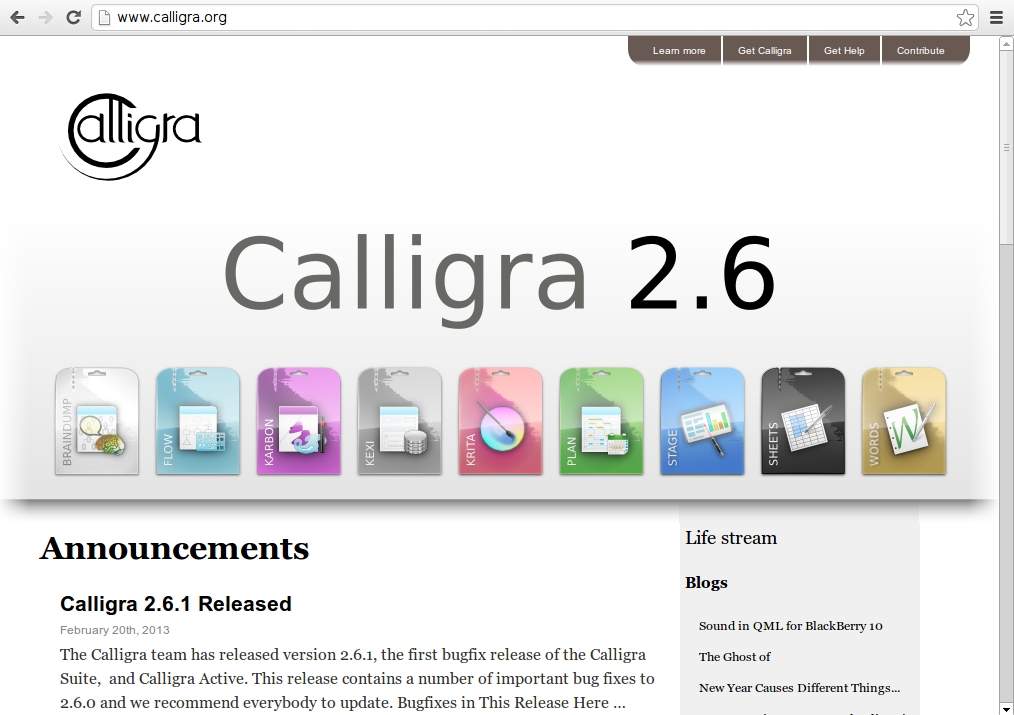 www.calligra.org
Learn more Get Calligra Get Help Contribute
Calligra
Calligra 2.6
BRAINDUMP FLOW KARBON KEXI KRITA PLAN STAGE SHEETS WORDS
Announcements
Calligra 2.6.1 Released
February 20th, 2013
The Calligra team has released version 2.6.1, the first bugfix release of the Calligra
Suite, and Calligra Active. This release contains a number of important bug fixes to
2.6.0 and we recommend everybody to update. Bugfixes in This Release Here ...
Life stream
Blogs
Sound in QML for BlackBerry 10
The Ghost of
New Year Causes Different Things...